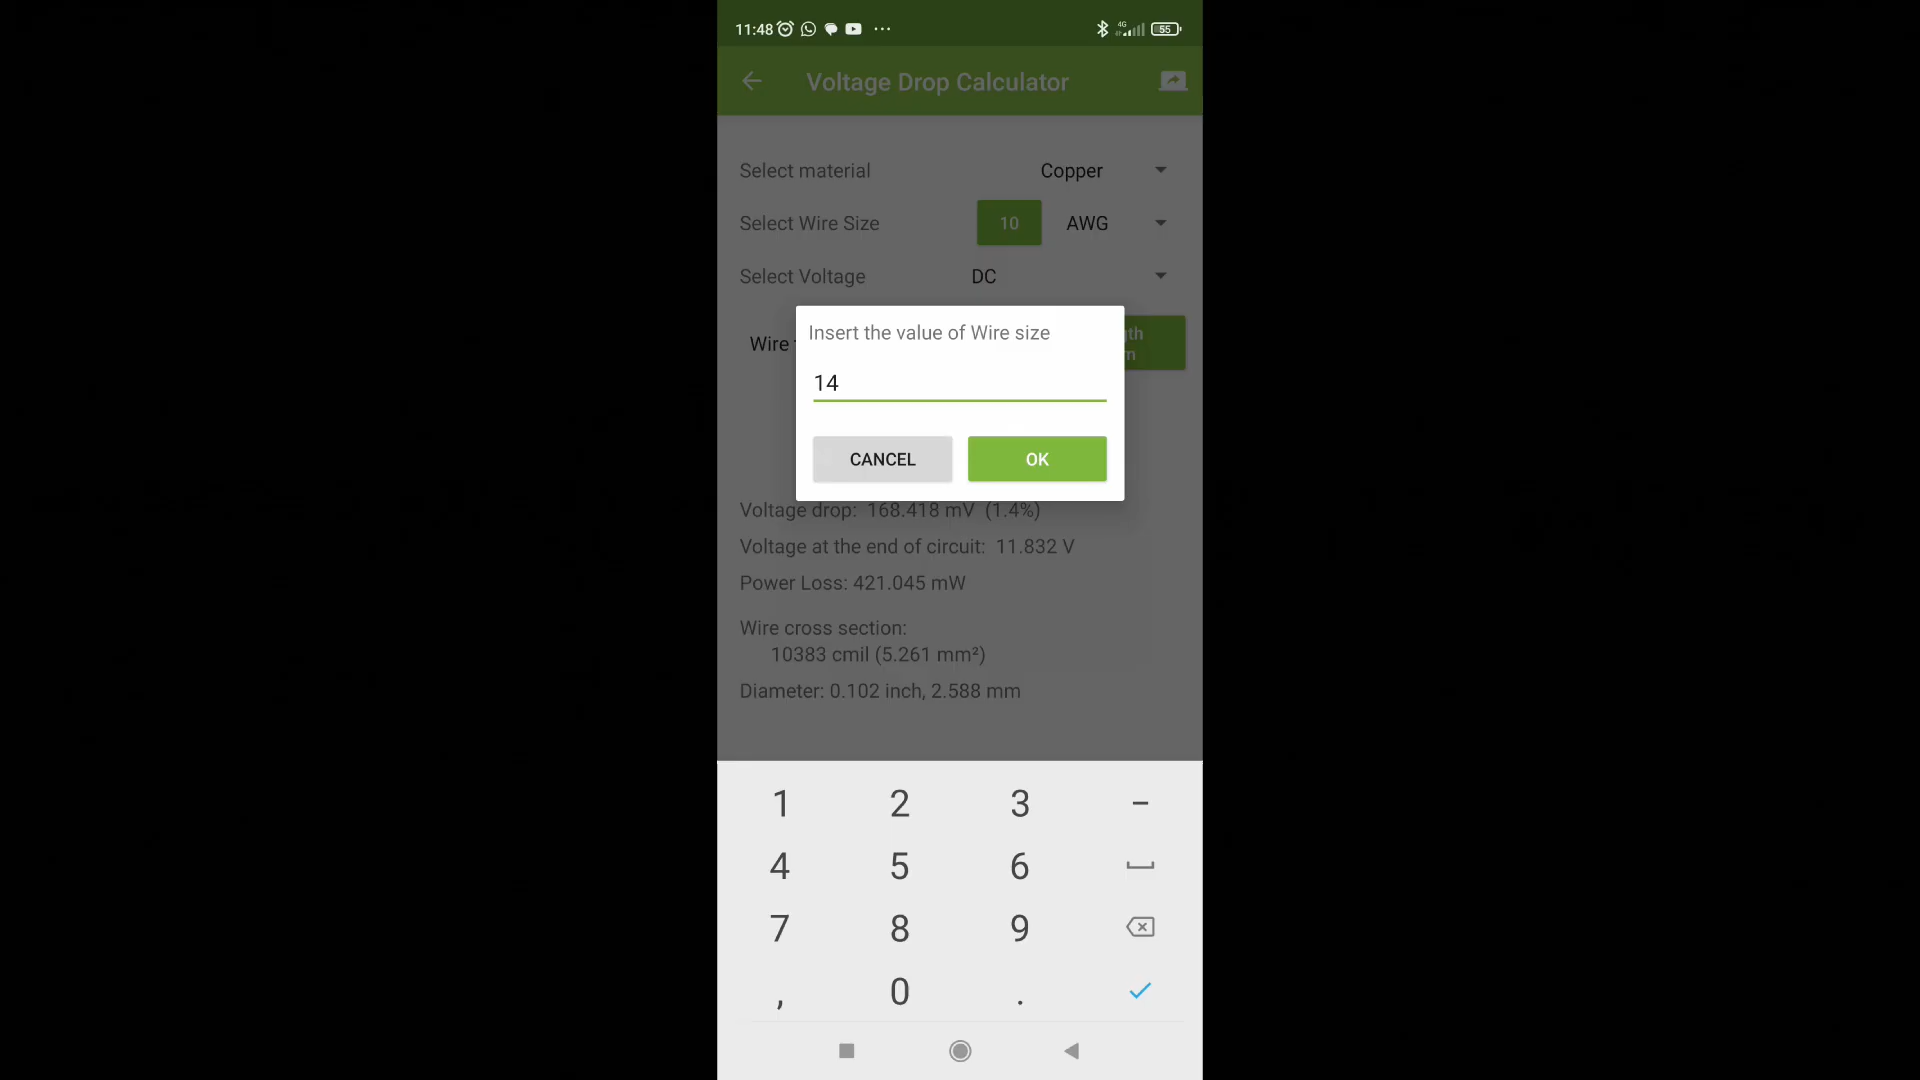 11:48 4G 55
Voltage Drop Calculator
Select material Copper
Select Wire Size 10 AWG
Select Voltage DC
Insert the value of Wire size
Wire
14
CANCEL OK
Voltage drop: 168.418 mV (1.4%)
Voltage at the end of circuit: 11.832 V
Power Loss: 421.045 mW
Wire cross section:
10383 cmil (5.261 mm²)
Diameter: 0.102 inch, 2.588 mm
1 2 3 -
4 5 6
7 8 9
, 0 .